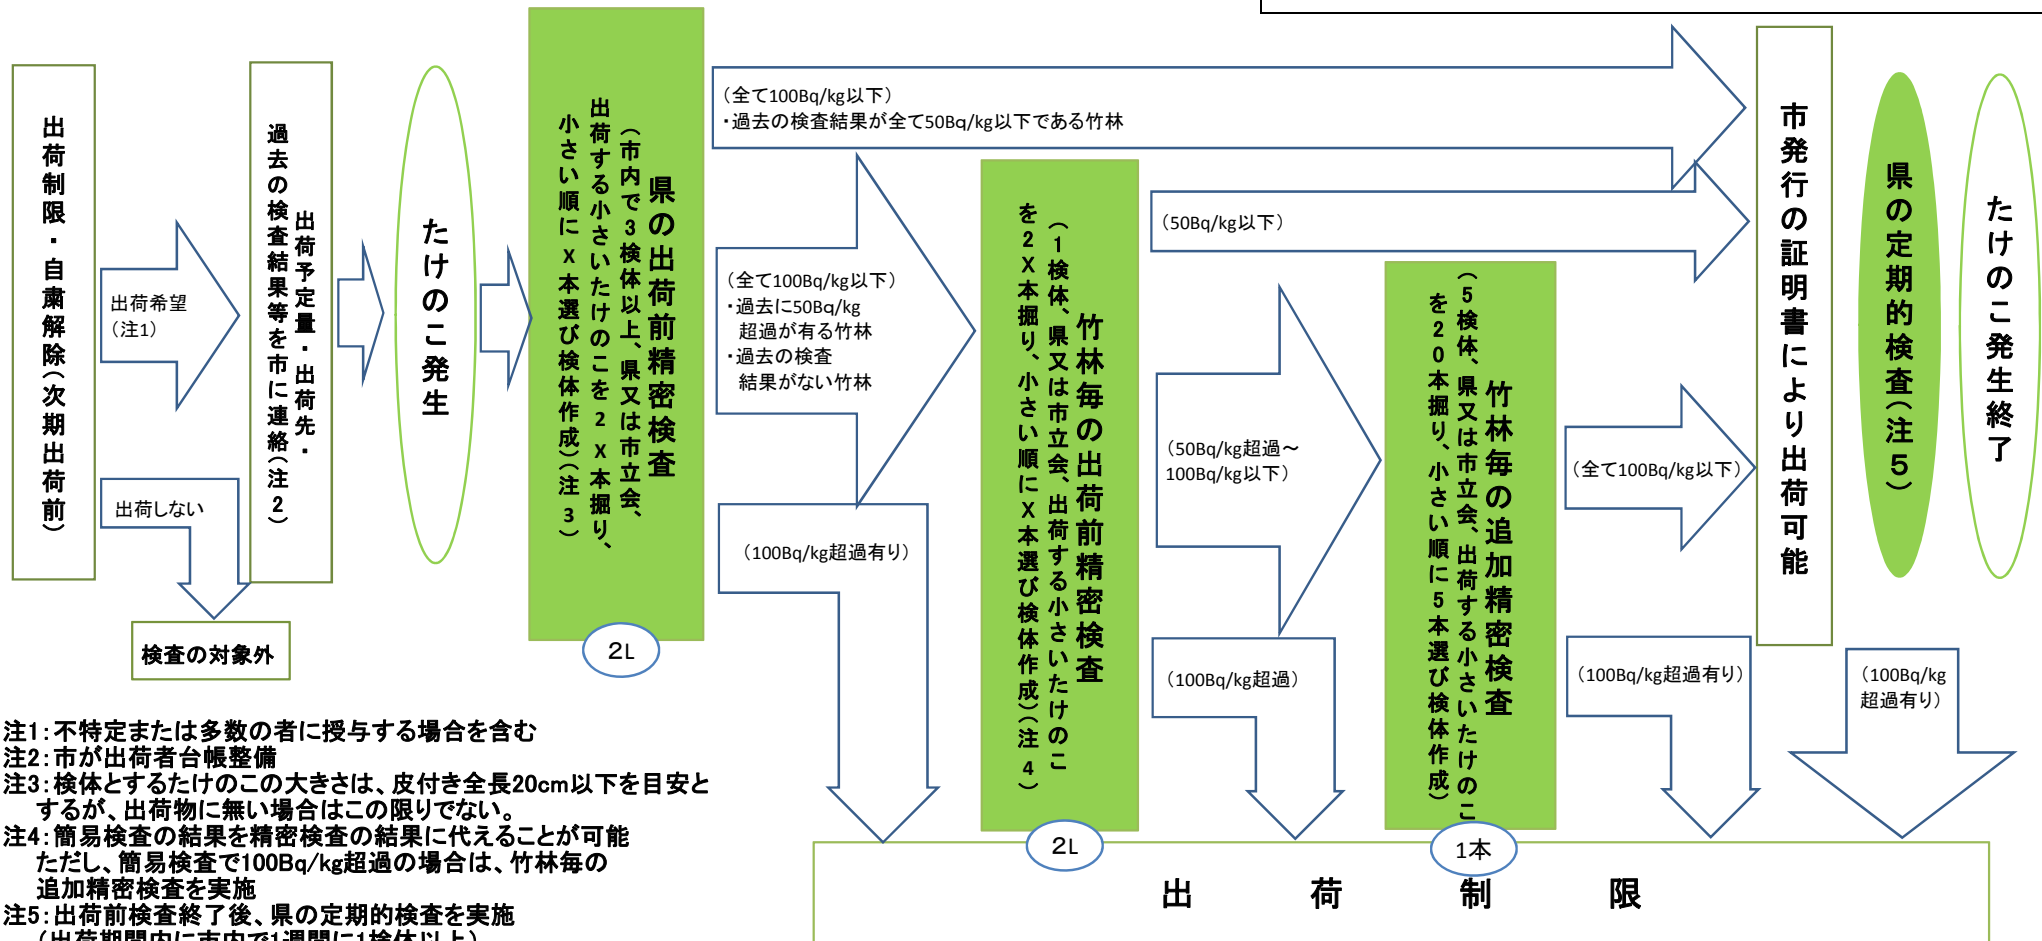 出荷制限・自粛解除(次期出荷前)
出荷希望
(注1)
出荷しない
検査の対象外
出荷予定量・出荷先・
過去の検査結果等を市に連絡(注2)
たけのこ発生
県の出荷前精密検査
(市内で3検体以上、県又は市立会、
出荷する小さいたけのこを2X本掘り、
小さい順にX本選び検体作成)(注3)
2L
(全て100Bq/kg以下)
・過去の検査結果が全て50Bq/kg以下である竹林
(全て100Bq/kg以下)
・過去に50Bq/kg
超過が有る竹林
・過去の検査
結果がない竹林
(100Bq/kg超過有り)
竹林毎の出荷前精密検査
(1検体、県又は市立会、出荷する小さいたけのこ
を2X本掘り、小さい順にX本選び検体作成)(注4)
2L
(50Bq/kg以下)
(50Bq/kg超過~
100Bq/kg以下)
(100Bq/kg超過)
竹林毎の追加精密検査
(5検体、県又は市立会、出荷する小さいたけのこ
を20本掘り、小さい順に5本選び検体作成)
1本
(全て100Bq/kg以下)
(100Bq/kg超過有り)
市発行の証明書により出荷可能
県の定期的検査(注5)
たけのこ発生終了
(100Bq/kg
超過有り)
出荷制限
注1:不特定または多数の者に授与する場合を含む
注2:市が出荷者台帳整備
注3:検体とするたけのこの大きさは、皮付き全長20cm以下を目安と
するが、出荷物に無い場合はこの限りでない。
注4:簡易検査の結果を精密検査の結果に代えることが可能
ただし、簡易検査で100Bq/kg超過の場合は、竹林毎の
追加精密検査を実施
注5:出荷前検査終了後、県の定期的検査を実施
(出荷期間内に市内で1週間に1検体以上)